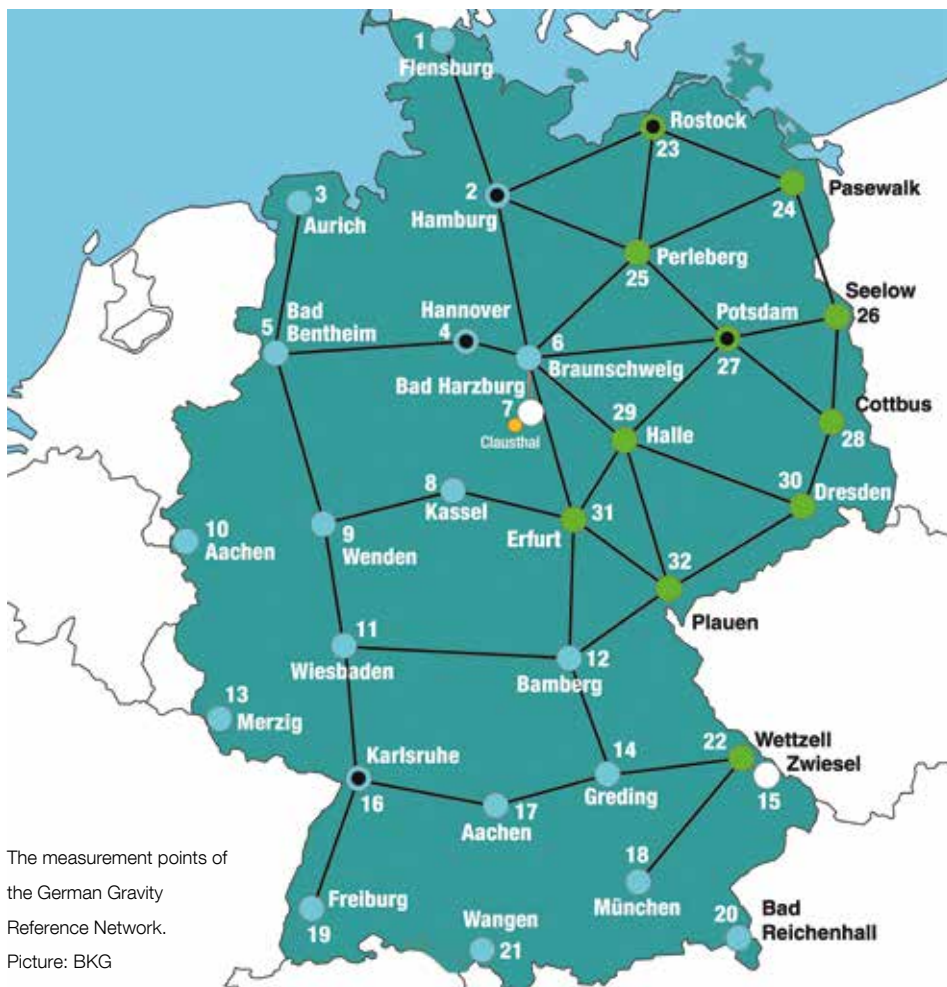 1
Flensburg
Rostock
23
2
Hamburg
3
Aurich
Pasewalk
24
Perleberg
25
Seelow
26
Hannover
4
Bad
5
Bentheim
Potsdam
27
6
Braunschweig
Bad Harzburg
7
Clausthal
29
Halle
Cottbus
28
8
Kassel
30
Dresden
31
Erfurt
9
Wenden
10
Aachen
32
Plauen
11
Wiesbaden
12
Bamberg
13
Merzig
22
Wettzell
Zwiesel
15
Karlsruhe
16
14
Greding
17
Aachen
18
München
Freiburg
19
Wangen
21
20
Bad
Reichenhall
The measurement points of
the German Gravity
Reference Network.
Picture: BKG